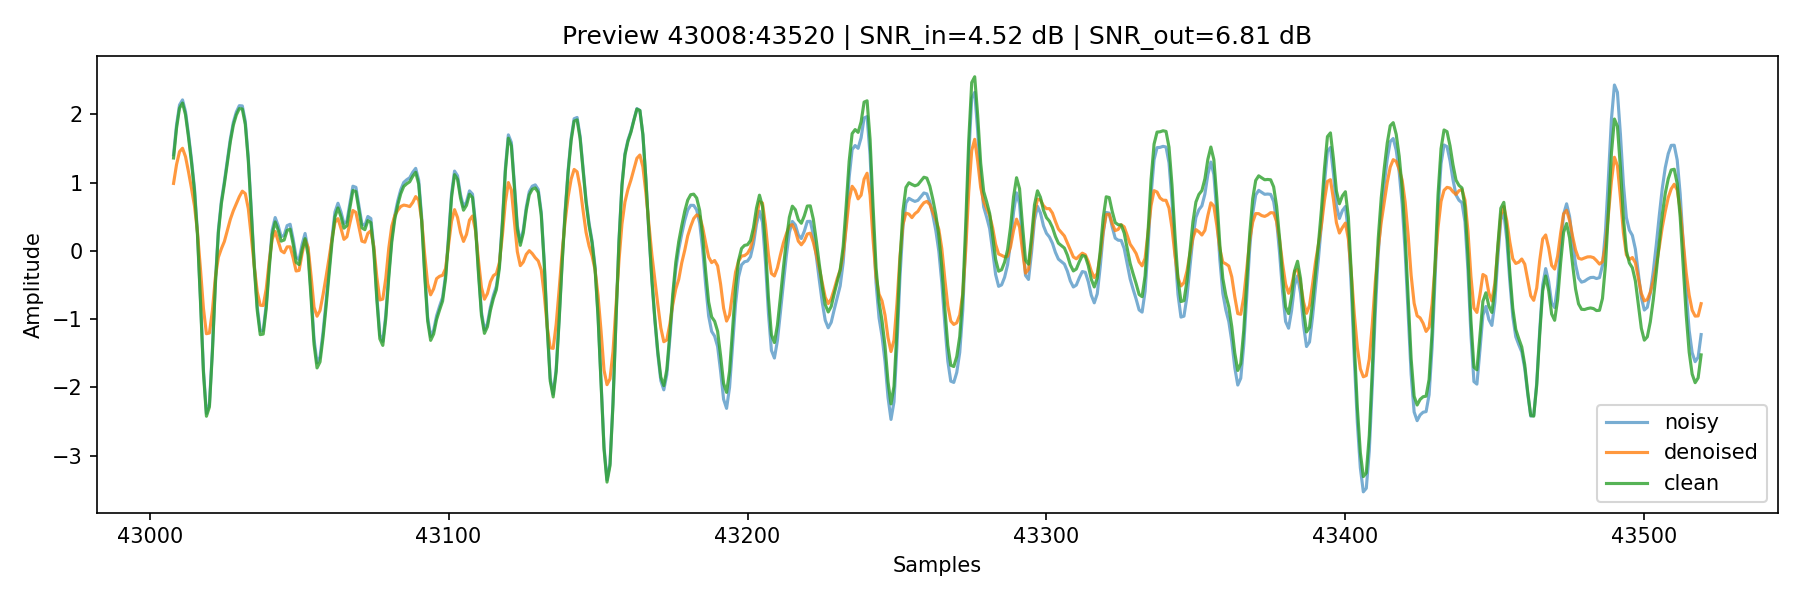 Preview 43008:43520 | SNR_in=4.52 dB | SNR_out=6.81 dB
Amplitude
2
1
0
−1
−2
−3
noisy
denoised
clean
43000 43100 43200 43300 43400 43500
Samples